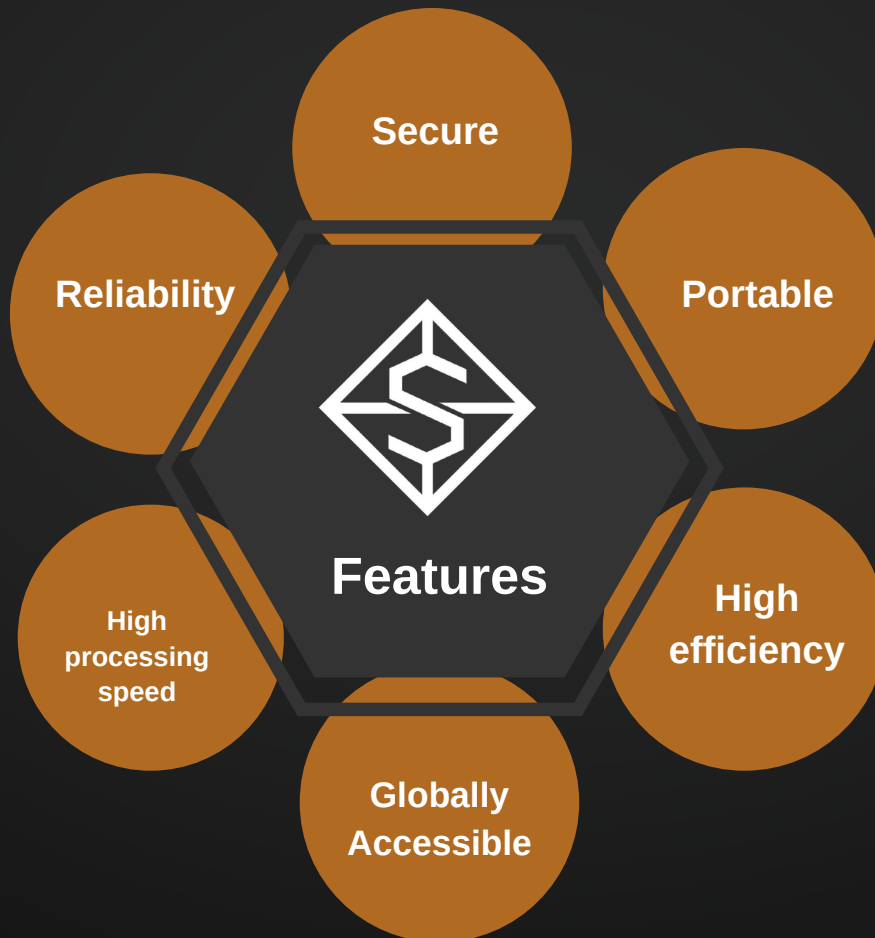 Secure
Reliability
Portable
Features
High
efficiency
High
processing
speed
Globally
Accessible